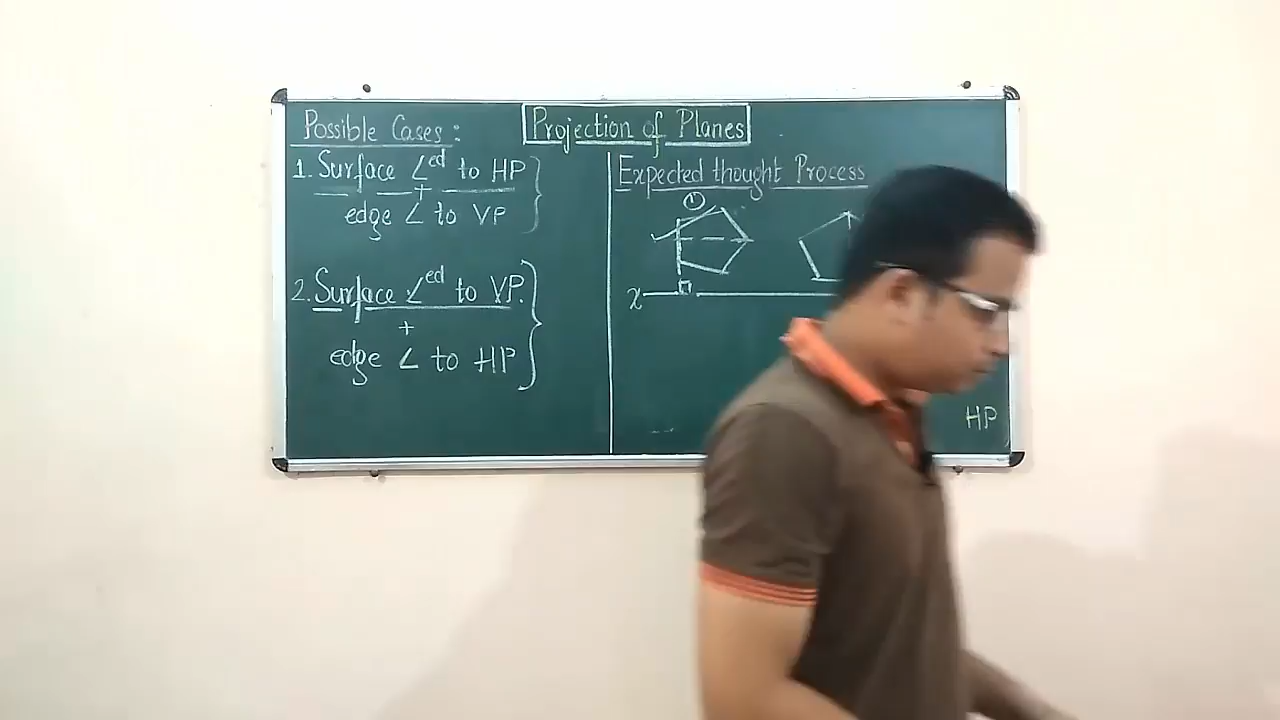 Projection of Planes
Possible Cases:
1. Surface ∠ed to HP
+
edge ∠ to VP
2. Surface ∠ed to VP.
+
edge ∠ to HP
Expected thought Process
1
x
HP